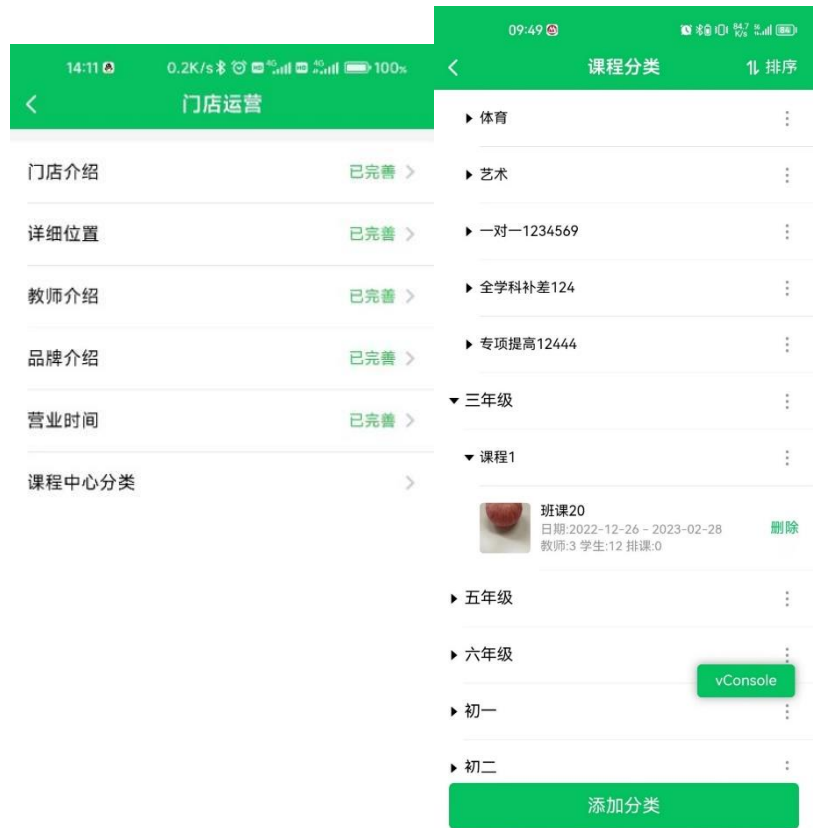 14:11 0.2K/s 4G 4G 100%
门店运营
门店介绍 已完善
详细位置 已完善
教师介绍 已完善
品牌介绍 已完善
营业时间 已完善
课程中心分类
09:49 84.7 K/s
课程分类 排序
体育
艺术
一对一1234569
全学科补差124
专项提高12444
三年级
课程1
班课20
日期:2022-12-26 - 2023-02-28 删除
教师:3 学生:12 排课:0
五年级
六年级
vConsole
初一
初二
添加分类